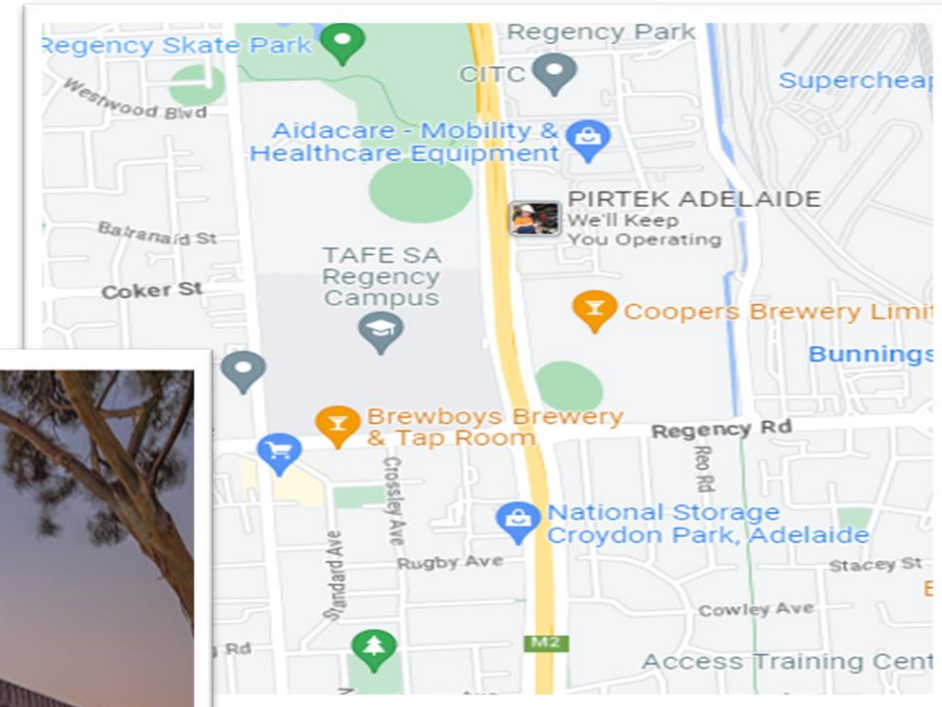 Regency Park
Regency Skate Park
CITC
Supercheap
Westwood Blvd
Aidacare - Mobility &
Healthcare Equipment
PIRTEK ADELAIDE
We'll Keep
You Operating
Balranald St
TAFE SA
Regency
Campus
Coker St
Coopers Brewery Limit
Bunnings
Brewboys Brewery
& Tap Room
Regency Rd
Crossley Ave
Reo Rd
National Storage
Croydon Park, Adelaide
Standard Ave
Rugby Ave
Stacey St
Cowley Ave
M2
Rd
Access Training Cent